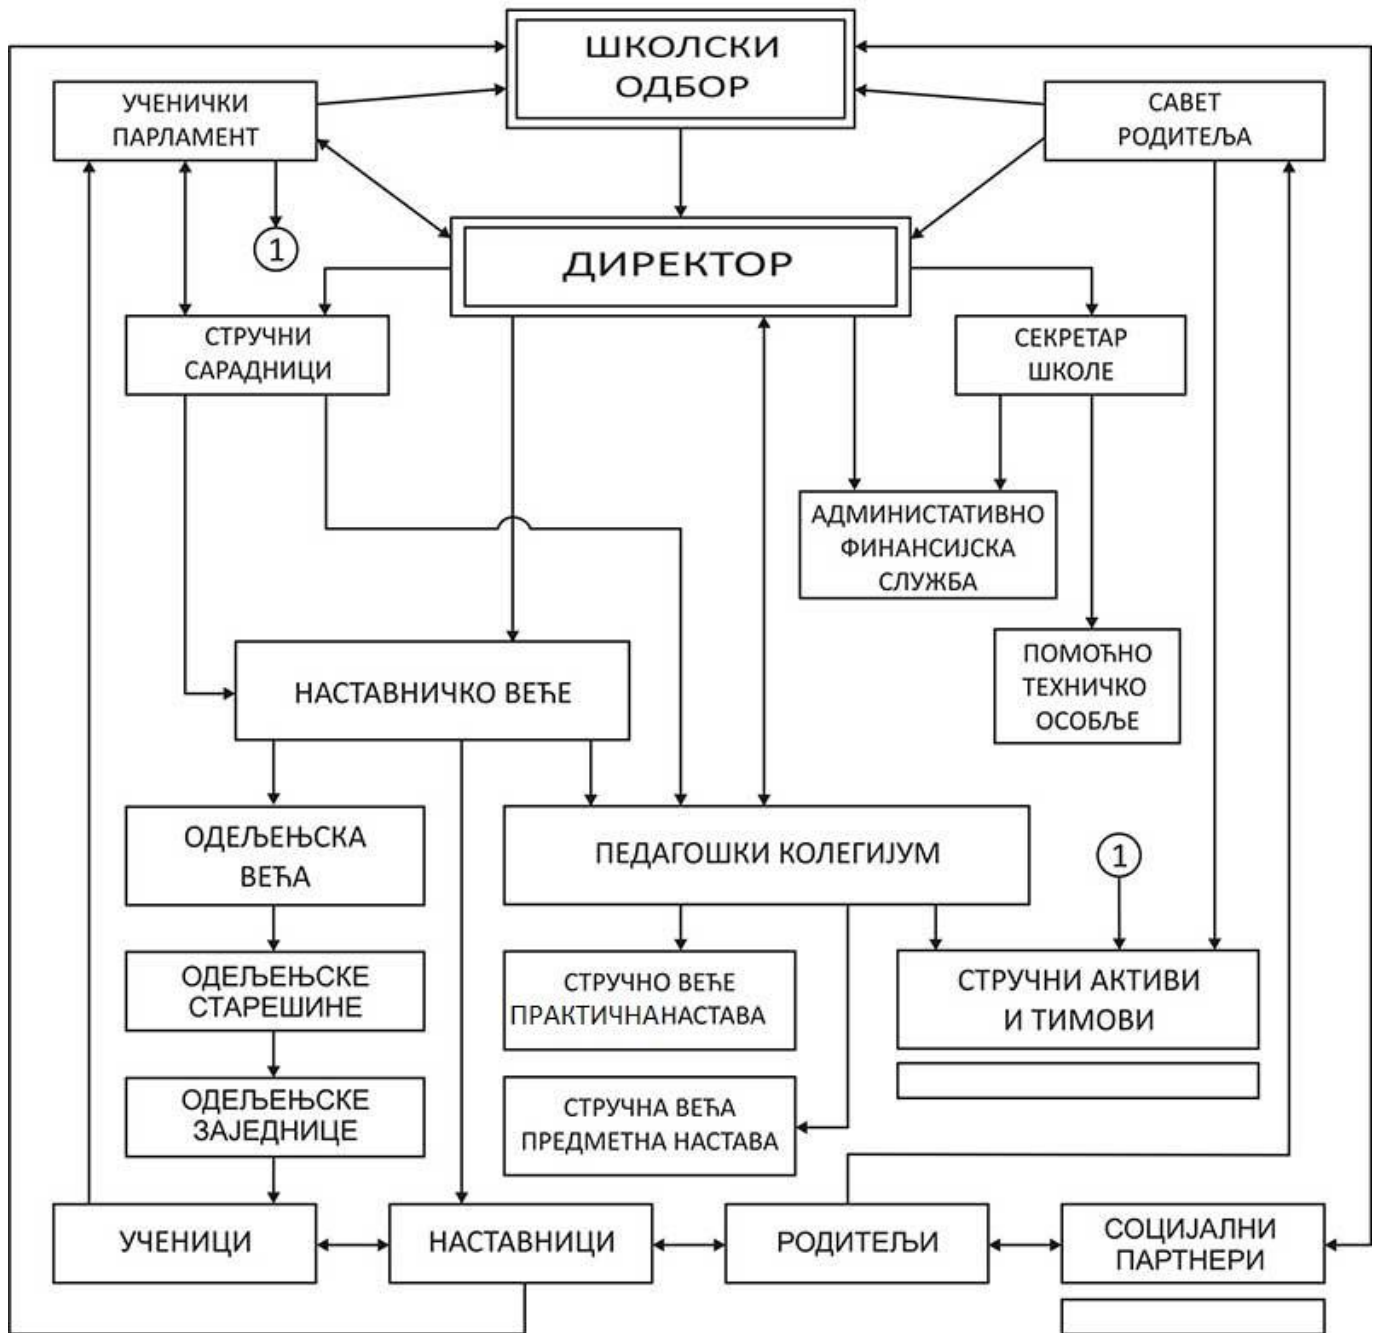 ШКОЛСКИ
ОДБОР
УЧЕНИЧКИ
ПАРЛАМЕНТ
САВЕТ
РОДИТЕЉА
1
ДИРЕКТОР
СТРУЧНИ
САРАДНИЦИ
СЕКРЕТАР
ШКОЛЕ
АДМИНИСТАТИВНО
ФИНАНСИЈСКА
СЛУЖБА
НАСТАВНИЧКО ВЕЋЕ
ПОМОЋНО
ТЕХНИЧКО
ОСОБЉЕ
ОДЕЉЕЊСКА
ВЕЋА
ПЕДАГОШКИ КОЛЕГИЈУМ
1
ОДЕЉЕЊСКЕ
СТАРЕШИНЕ
СТРУЧНО ВЕЋЕ
ПРАКТИЧНАНАСТАВА
СТРУЧНИ АКТИВИ
И ТИМОВИ
ОДЕЉЕЊСКЕ
ЗАЈЕДНИЦЕ
СТРУЧНА ВЕЋА
ПРЕДМЕТНА НАСТАВА
УЧЕНИЦИ
НАСТАВНИЦИ
РОДИТЕЉИ
СОЦИЈАЛНИ
ПАРТНЕРИ